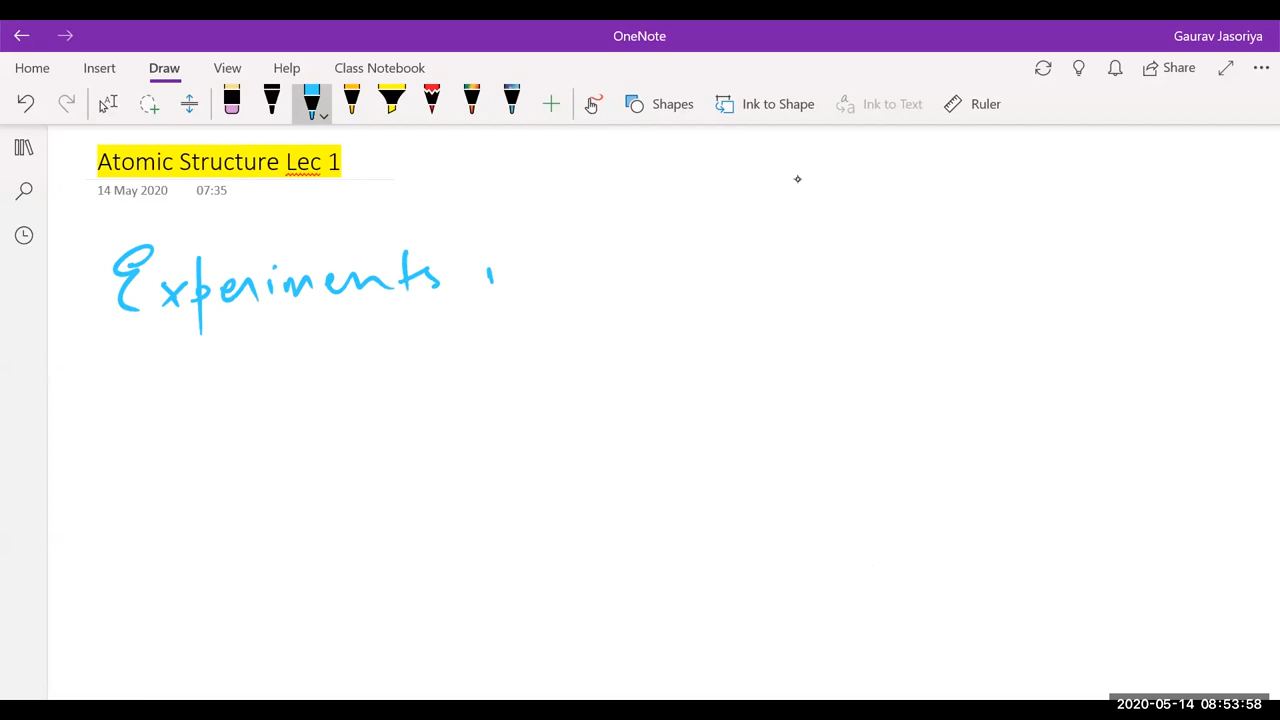 OneNote
Gaurav Jasoriya
Home Insert Draw View Help Class Notebook Share
Shapes Ink to Shape Ink to Text Ruler
Atomic Structure Lec 1
14 May 2020 07:35
Experiments
2020-05-14 08:53:58